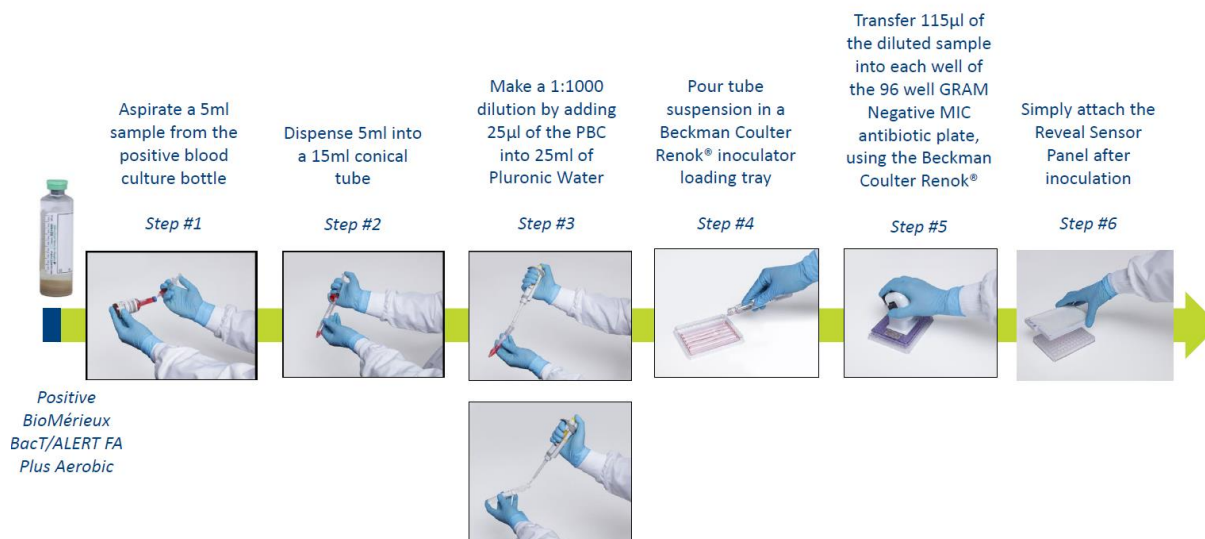 Aspirate a 5ml
sample from the
positive blood
culture bottle
Step #1
Dispense 5ml into
a 15ml conical
tube
Step #2
Make a 1:1000
dilution by adding
25µl of the PBC
into 25ml of
Pluronic Water
Step #3
Pour tube
suspension in a
Beckman Coulter
Renok® inoculator
loading tray
Step #4
Transfer 115µl of
the diluted sample
into each well of
the 96 well GRAM
Negative MIC
antibiotic plate,
using the Beckman
Coulter Renok®
Step #5
Simply attach the
Reveal Sensor
Panel after
inoculation
Step #6
Positive
BioMérieux
BacT/ALERT FA
Plus Aerobic